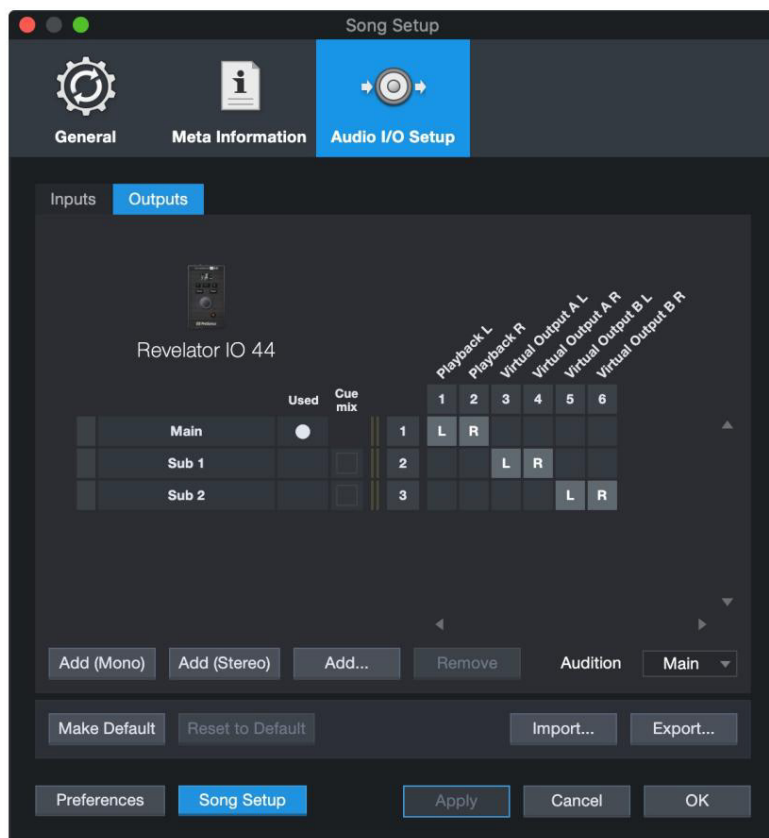 Song Setup
General
Meta Information
Audio I/O Setup
Inputs
Outputs
Revelator IO 44
Playback L
Playback R
Virtual Output A L
Virtual Output A R
Virtual Output B L
Virtual Output B R
Used
Cue
mix
1 2 3 4 5 6
Main 1 L R
Sub 1 2 L R
Sub 2 3 L R
Add (Mono)
Add (Stereo)
Add...
Remove
Audition
Main
Make Default
Reset to Default
Import...
Export...
Preferences
Song Setup
Apply
Cancel
OK